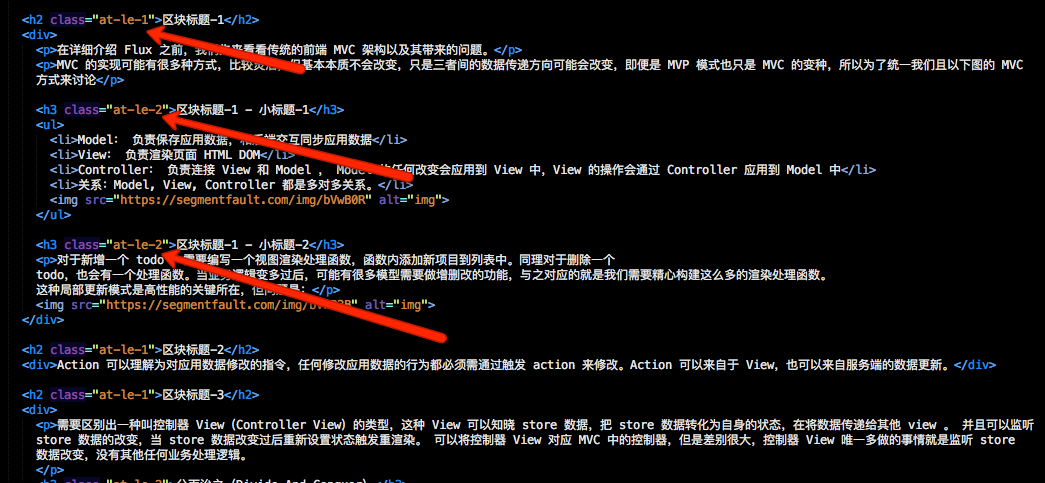 <h2 class="at-le-1">区块标题-1</h2>
<div>
<p>在详细介绍 Flux 之前，我们 来看看传统的前端 MVC 架构以及其带来的问题。</p>
<p>MVC 的实现可能有很多种方式，比较灵活，但基本本质不会改变，只是三者间的数据传递方向可能会改变，即便是 MVP 模式也只是 MVC 的变种，所以为了统一我们且以下图的 MVC
方式来讨论</p>
<h3 class="at-le-2">区块标题-1 - 小标题-1</h3>
<ul>
<li>Model： 负责保存应用数据，和后端交互同步应用数据</li>
<li>View： 负责渲染页面 HTML DOM</li>
<li>Controller： 负责连接 View 和 Model ， Model 的任何改变会应用到 View 中，View 的操作会通过 Controller 应用到 Model 中</li>
<li>关系：Model, View, Controller 都是多对多关系。</li>
<img src="https://segmentfault.com/img/bVwB0R" alt="img">
</ul>
<h3 class="at-le-2">区块标题-1 - 小标题-2</h3>
<p>对于新增一个 todo 需要编写一个视图渲染处理函数，函数内添加新项目到列表中。同理对于删除一个
todo，也会有一个处理函数。当业务逻辑变多过后，可能有很多模型需要做增删改的功能，与之对应的就是我们需要精心构建这么多的渲染处理函数。
这种局部更新模式是高性能的关键所在，但问题是：</p>
<img src="https://segmentfault.com/img/ alt="img">
</div>
<h2 class="at-le-1">区块标题-2</h2>
<div>Action 可以理解为对应用数据修改的指令，任何修改应用数据的行为都必须需通过触发 action 来修改。Action 可以来自于 View，也可以来自服务端的数据更新。</div>
<h2 class="at-le-1">区块标题-3</h2>
<div>
<p>需要区别出一种叫控制器 View（Controller View）的类型，这种 View 可以知晓 store 数据，把 store 数据转化为自身的状态，在将数据传递给其他 view 。 并且可以监听
store 数据的改变，当 store 数据改变过后重新设置状态触发重渲染。 可以将控制器 View 对应 MVC 中的控制器，但是差别很大，控制器 View 唯一多做的事情就是监听 store
数据改变，没有其他任何业务处理逻辑。
</p>
<h3 class="at-le-2">分而治之（Divide And Conquer）</h3>